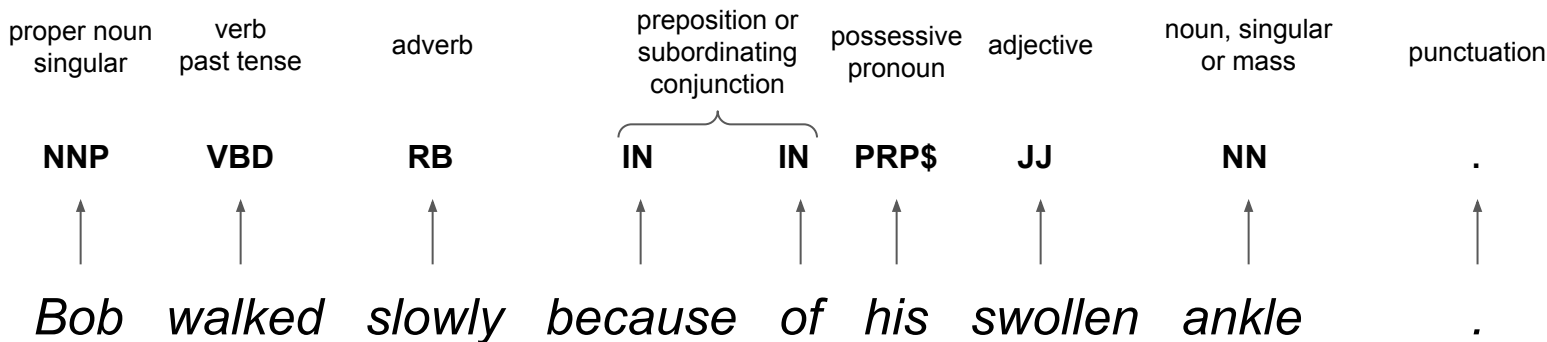 proper noun
singular
verb
past tense
adverb
preposition or
subordinating
conjunction
possessive
pronoun
adjective
noun, singular
or mass
punctuation
NNP VBD RB IN IN PRP$ JJ NN .
Bob walked slowly because of his swollen ankle .